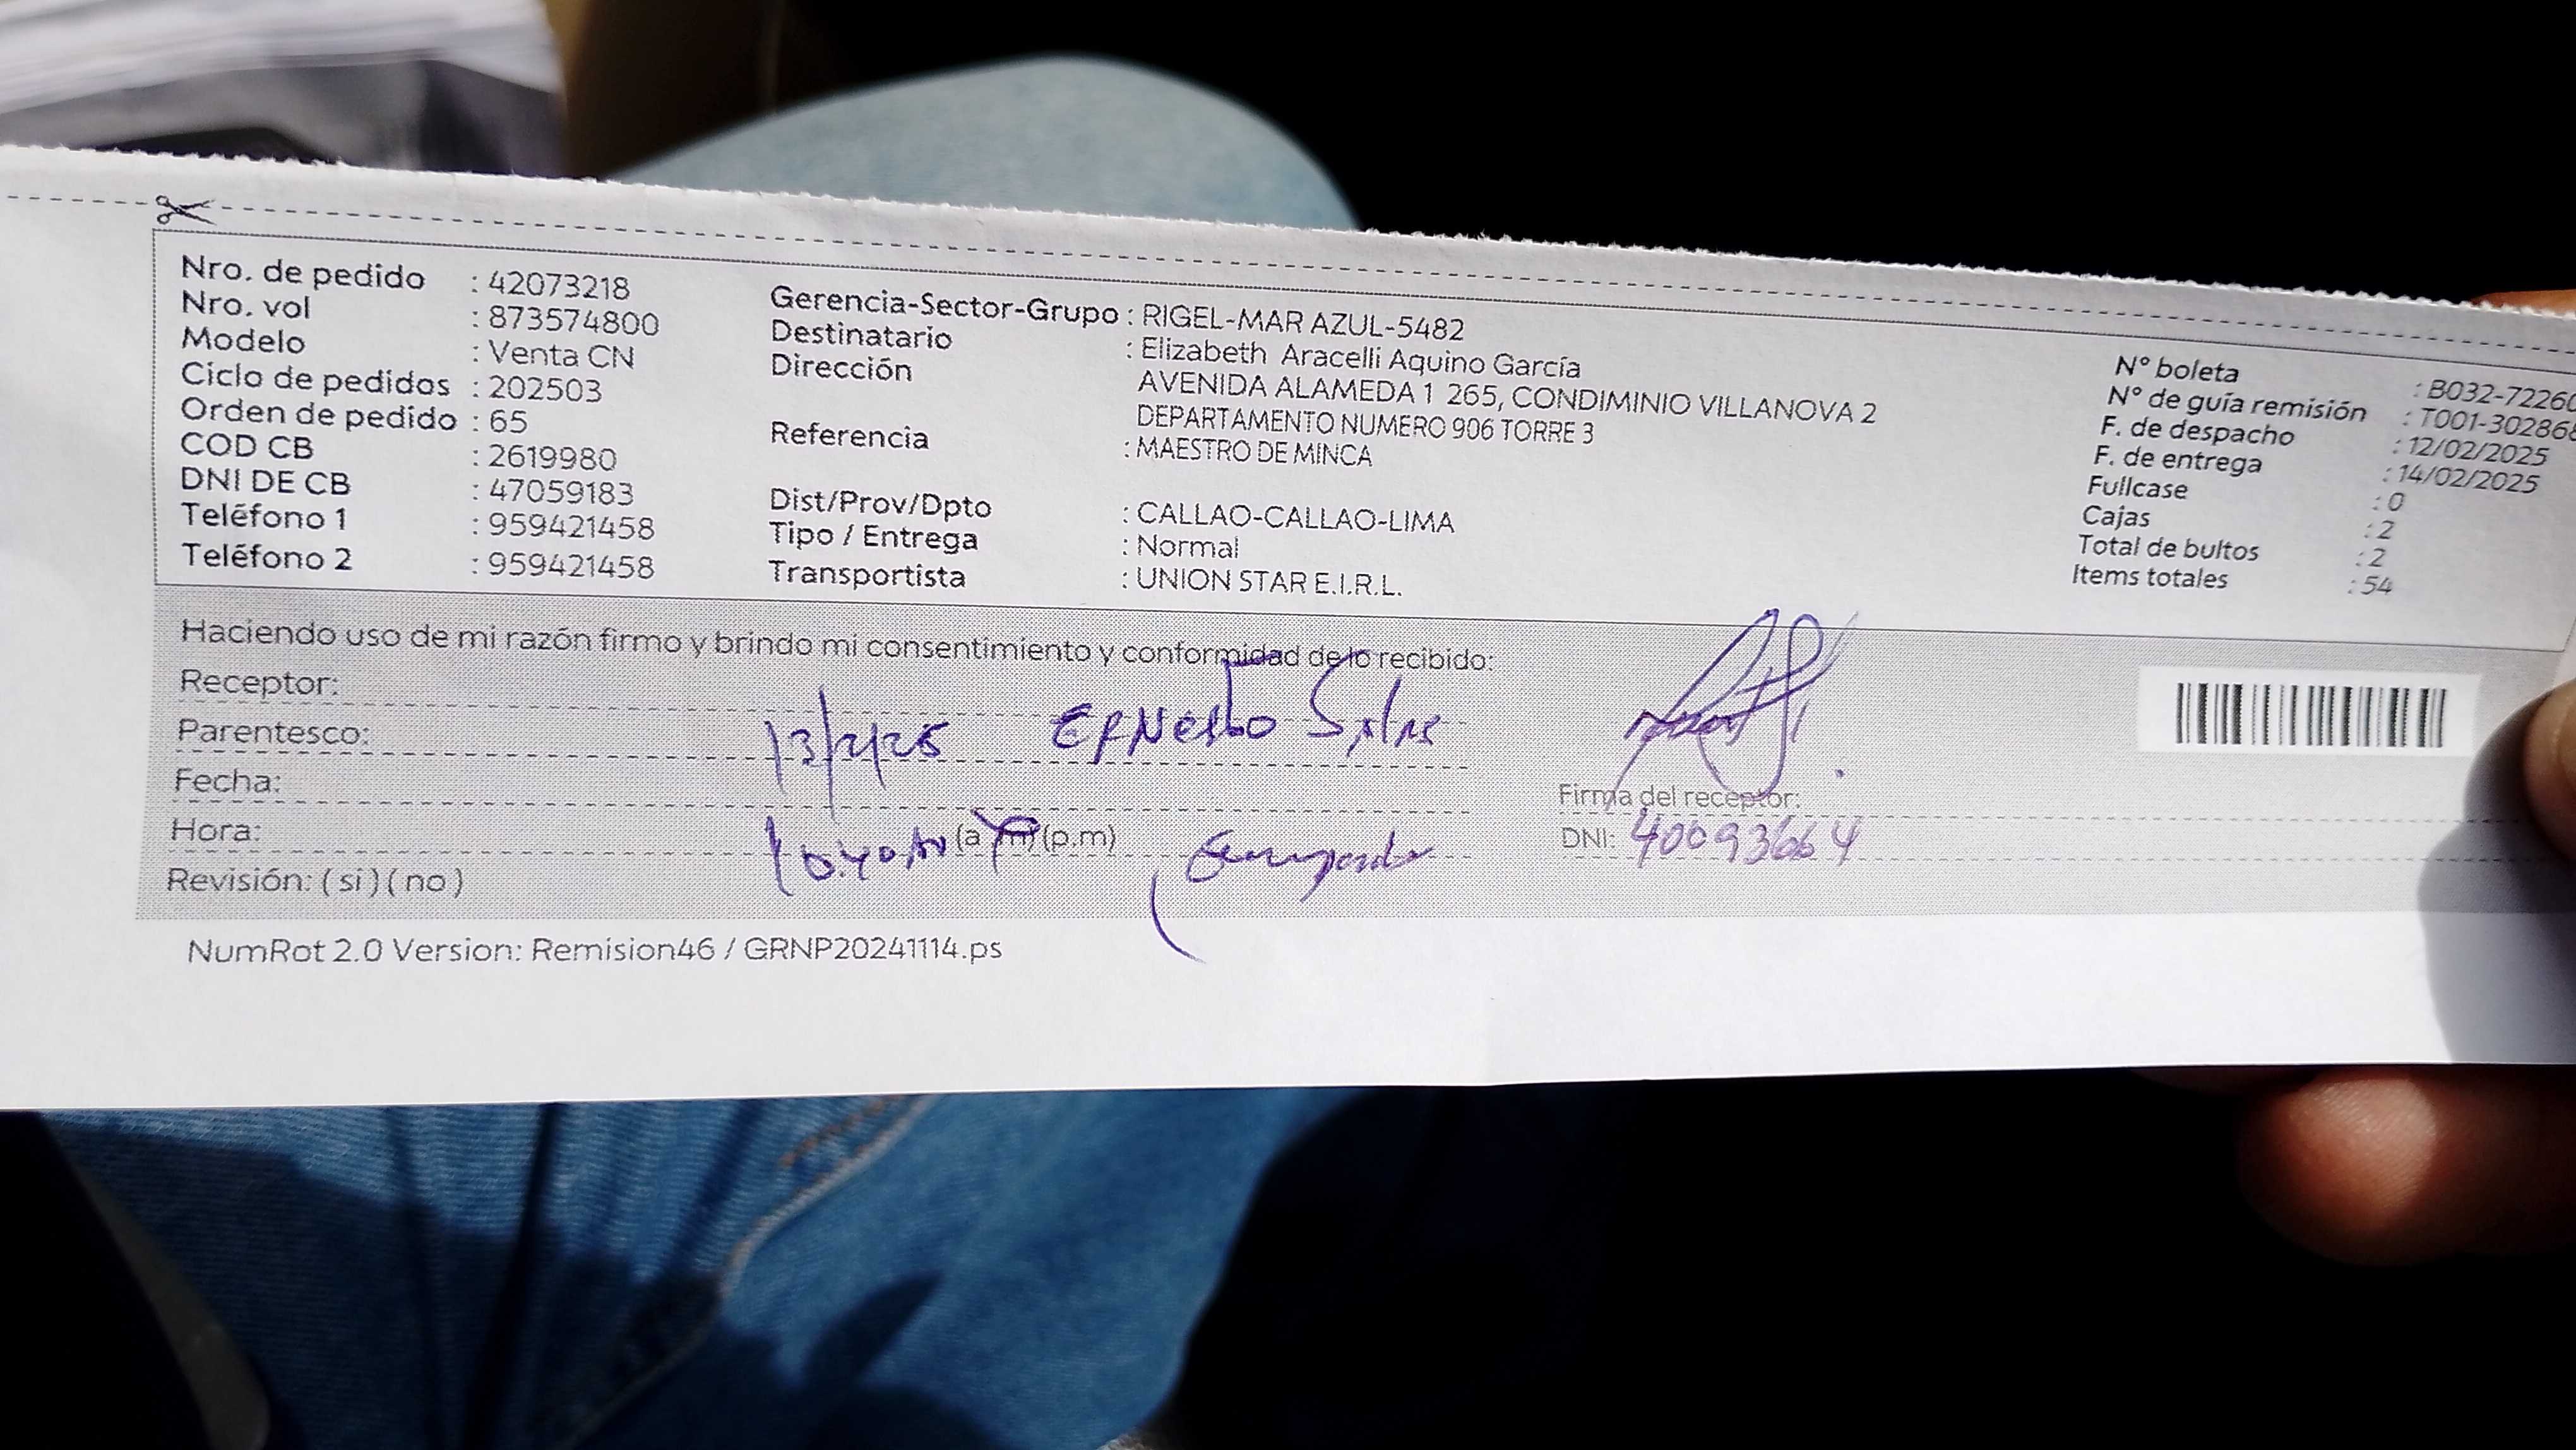 Nro. de pedido : 42073218
Nro. vol : 873574800
Modelo : Venta CN
Ciclo de pedidos : 202503
Orden de pedido : 65
COD CB : 2619980
DNI DE CB : 47059183
Teléfono 1 : 959421458
Teléfono 2 : 959421458
Gerencia-Sector-Grupo : RIGEL-MAR AZUL-5482
Destinatario : Elizabeth Aracelli Aquino García
Dirección AVENIDA ALAMEDA 1 265, CONDIMINIO VILLANOVA 2
DEPARTAMENTO NUMERO 906 TORRE 3
Referencia : MAESTRO DE MINCA
Dist/Prov/Dpto : CALLAO-CALLAO-LIMA
Tipo / Entrega : Normal
Transportista : UNION STAR E.I.R.L.
N° boleta : B032-72260
N° de guía remisión : T001-302868
F. de despacho : 12/02/2025
F. de entrega : 14/02/2025
Fullcase : 0
Cajas : 2
Total de bultos : 2
Items totales : 54
Haciendo uso de mi razón firmo y brindo mi consentimiento y conformidad de lo recibido:
Receptor:
Parentesco: 13/2/25 ERNesto Salas
Fecha:
Hora: 10:40 (a m) (p.m)
Revisión: ( si ) ( no )
Firma del receptor:
DNI: 40093664
NumRot 2.0 Version: Remision46 / GRNP20241114.ps